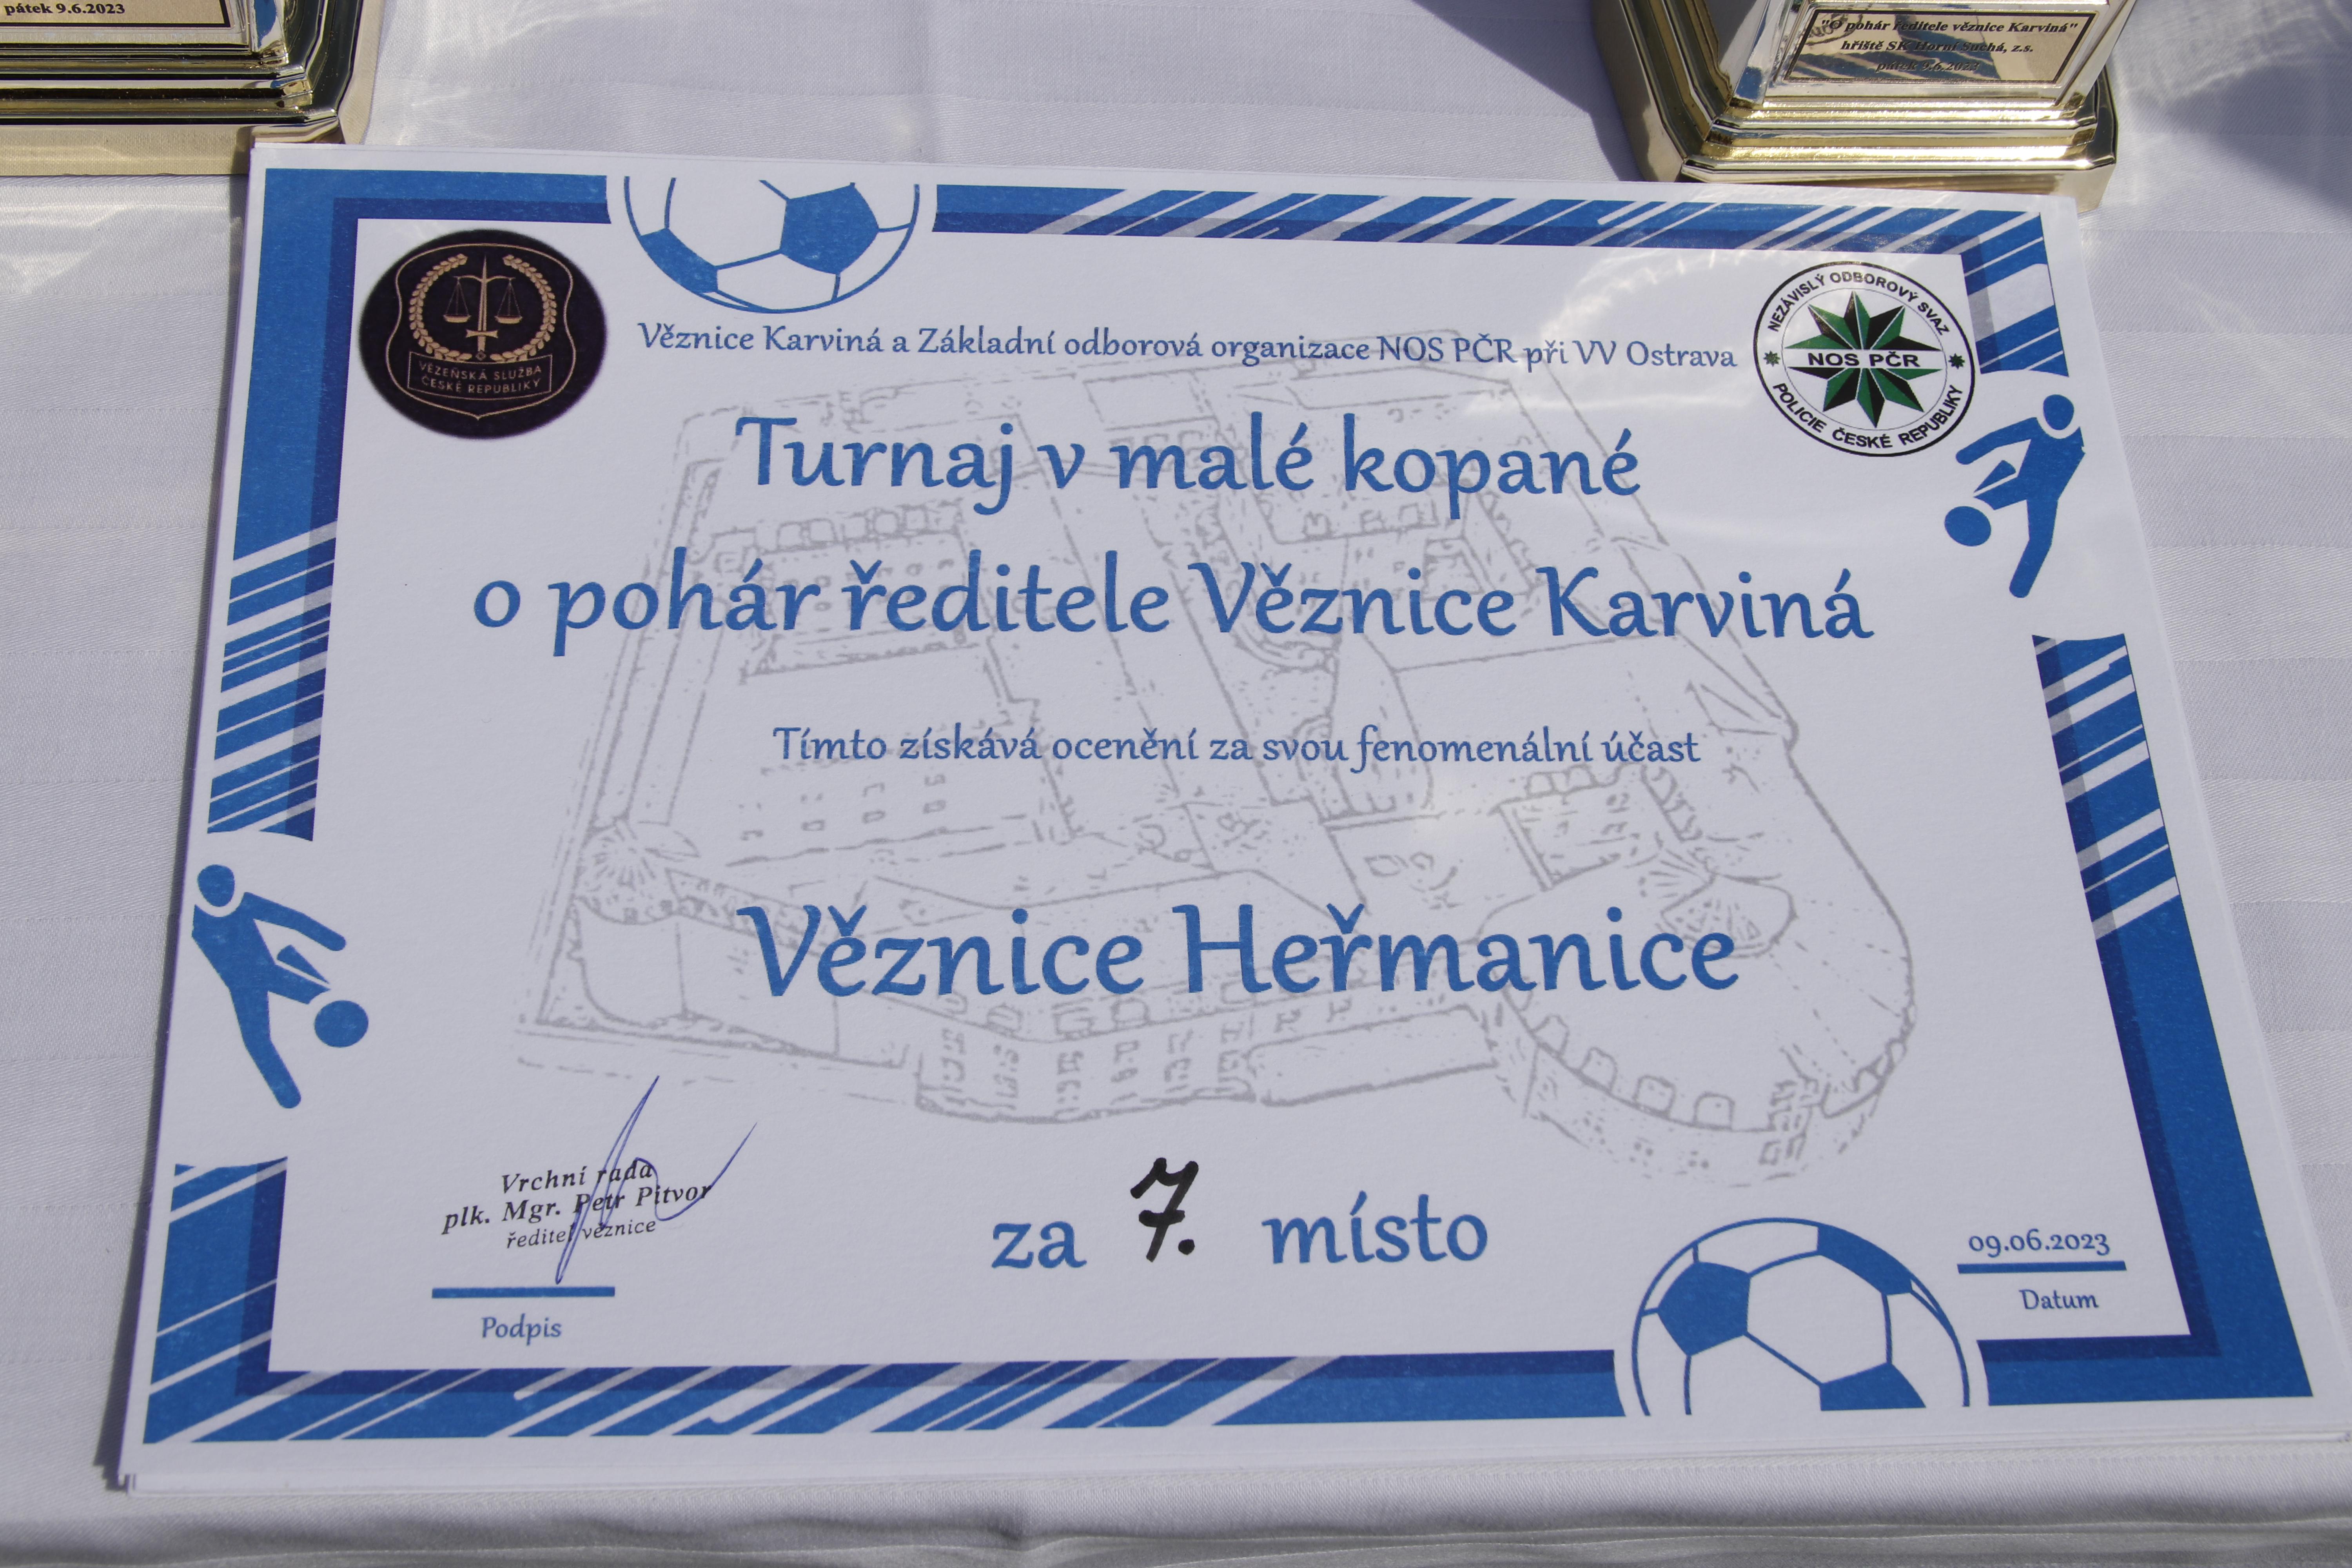 pátek 9.6.2023
"O pohár ředitele věznice Karviná"
hřiště SK Horní Suchá, z.s.
pátek 9.6.2023
VĚZEŇSKÁ SLUŽBA
ČESKÉ REPUBLIKY
NEZÁVISLÝ ODBOROVÝ SVAZ
NOS PČR
POLICIE ČESKÉ REPUBLIKY
Věznice Karviná a Základní odborová organizace NOS PČR při VV Ostrava
Turnaj v malé kopané
o pohár ředitele Věznice Karviná
Tímto získává ocenění za svou fenomenální účast
Věznice Heřmanice
Vrchní rada
plk. Mgr. Petr Pitvor
ředitel věznice
Podpis
za 7. místo
09.06.2023
Datum